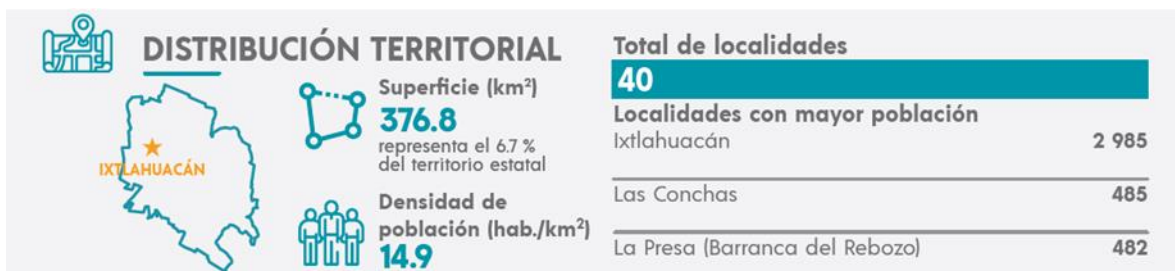 DISTRIBUCIÓN TERRITORIAL
IXTLAHUACÁN
Superficie (km²)
376.8
representa el 6.7 %
del territorio estatal
Densidad de
población (hab./km²)
14.9
Total de localidades
40
Localidades con mayor población
Ixtlahuacán 2 985
Las Conchas 485
La Presa (Barranca del Rebozo) 482